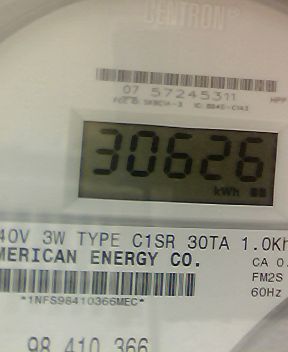 CENTRON®
07 57245311
30626
kWh
40V 3W TYPE C1SR 30TA 1.0Kh
MERICAN ENERGY CO.
CA 0.
FM2S
*1NFS98410366MEC*
60Hz
98 410 366